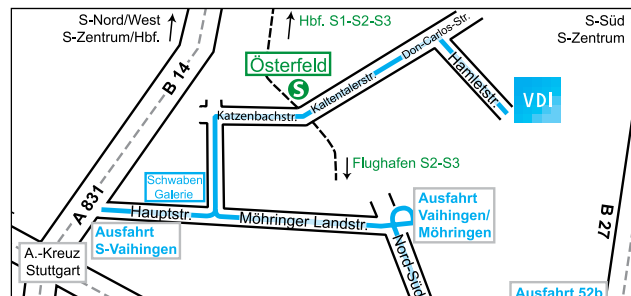 S-Nord/West
S-Zentrum/Hbf.
Hbf. S1-S2-S3
S-Süd
S-Zentrum
B 14
Österfeld
S
Don-Carlos-Str.
Kaltentalerstr.
Hamletstr.
VDI
Katzenbachstr.
Flughafen S2-S3
Schwaben
Galerie
A 831
Hauptstr.
Möhringer Landstr.
Ausfahrt
Vaihingen/
Möhringen
B 27
Ausfahrt
S-Vaihingen
Nord-Süd
A.-Kreuz
Stuttgart
Ausfahrt 52b